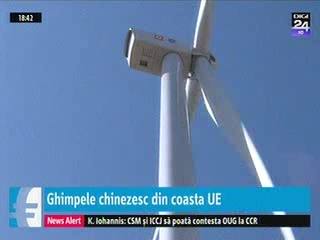 18:42
DIGI
24
HD
Ghimpele chinezesc din coasta UE
News Alert K. Iohannis: CSM și ICCJ să poată contesta OUG la CCR